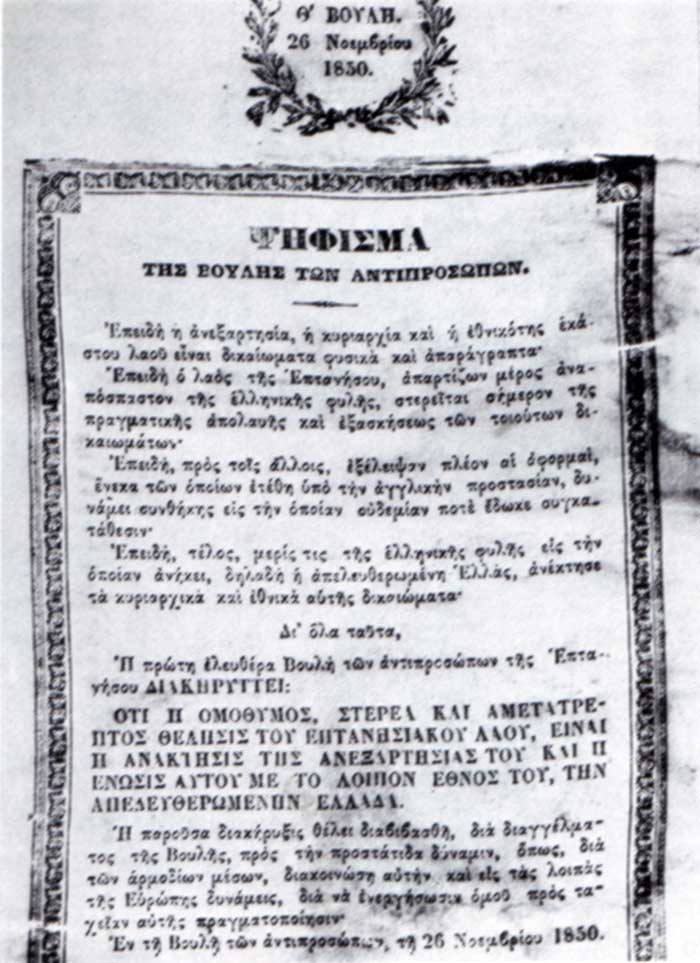 Θ' ΒΟΥΛΗ.
26 Νοεμβρίου
1850.
ΨΗΦΙΣΜΑ
ΤΗΣ ΒΟΥΛΗΣ ΤΩΝ ΑΝΤΙΠΡΟΣΩΠΩΝ.
Ἐπειδὴ ἡ ἀνεξαρτησία, ἡ κυριαρχία καὶ ἡ ἐθνικότης ἑκά-
στου λαοῦ εἶναι δικαιώματα φυσικὰ καὶ ἀπαράγραπτα·
Ἐπειδὴ ὁ λαὸς τῆς Ἑπτανήσου, ἀπαρτίζων μέρος ἀνα-
πόσπαστον τῆς ἑλληνικῆς φυλῆς, στερεῖται σήμερον τῆς
πραγματικῆς ἀπολαυῆς καὶ ἐξασκήσεως τῶν τοιούτων δι-
καιωμάτων·
Ἐπειδὴ, πρὸς τοῖς ἄλλοις, ἐξέλειψαν πλέον αἱ ἀφορμαὶ,
ἕνεκα τῶν ὁποίων ἐτέθη ὑπὸ τὴν ἀγγλικὴν προστασίαν, δυ-
νάμει συνθήκης εἰς τὴν ὁποίαν οὐδεμίαν ποτὲ ἔδωκε συγκα-
τάθεσιν·
Ἐπειδὴ, τέλος, μερίς τις τῆς ἑλληνικῆς φυλῆς εἰς τὴν
ὁποίαν ἀνήκει, δηλαδὴ ἡ ἀπελευθερωμένη Ἑλλὰς, ἀνέκτησε
τὰ κυριαρχικὰ καὶ ἐθνικὰ αὐτῆς δικαιώματα·
Δι' ὅλα ταῦτα,
Ἡ πρώτη ἐλευθέρα Βουλὴ τῶν ἀντιπροσώπων τῆς Ἑπτα-
νήσου ΔΙΑΚΗΡΥΤΤΕΙ:
ΟΤΙ Η ΟΜΟΘΥΜΟΣ, ΣΤΕΡΕΑ ΚΑΙ ΑΜΕΤΑΤΡΕ-
ΠΤΟΣ ΘΕΛΗΣΙΣ ΤΟΥ ΕΠΤΑΝΗΣΙΑΚΟΥ ΛΑΟΥ, ΕΙΝΑΙ
Η ΑΝΑΚΤΗΣΙΣ ΤΗΣ ΑΝΕΞΑΡΤΗΣΙΑΣ ΤΟΥ ΚΑΙ Η
ΕΝΩΣΙΣ ΑΥΤΟΥ ΜΕ ΤΟ ΛΟΙΠΟΝ ΕΘΝΟΣ ΤΟΥ, ΤΗΝ
ΑΠΕΛΕΥΘΕΡΩΜΕΝΗΝ ΕΛΛΑΔΑ.
Ἡ παροῦσα διακήρυξις θέλει διαβιβασθῆ, διὰ διαγγέλμα-
τος τῆς Βουλῆς, πρὸς τὴν προστάτιδα δύναμιν, ὅπως, διὰ
τῶν ἁρμοδίων μέσων, διακοινώσῃ αὐτὴν καὶ εἰς τὰς λοιπὰς
τῆς Εὐρώπης δυνάμεις, διὰ νὰ ἐνεργήσωσιν ὁμοῦ πρὸς τα-
χεῖαν αὐτῆς πραγματοποίησιν·
Ἐν τῇ Βουλῇ τῶν ἀντιπροσώπων, τῇ 26 Νοεμβρίου 1850.